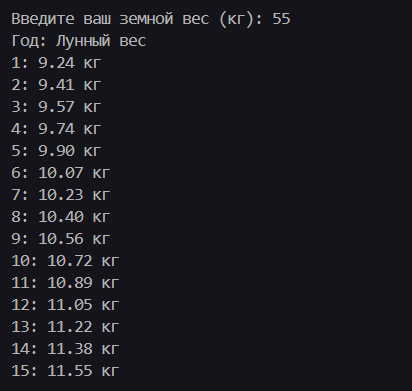 Введите ваш земной вес (кг): 55
Год: Лунный вес
1: 9.24 кг
2: 9.41 кг
3: 9.57 кг
4: 9.74 кг
5: 9.90 кг
6: 10.07 кг
7: 10.23 кг
8: 10.40 кг
9: 10.56 кг
10: 10.72 кг
11: 10.89 кг
12: 11.05 кг
13: 11.22 кг
14: 11.38 кг
15: 11.55 кг